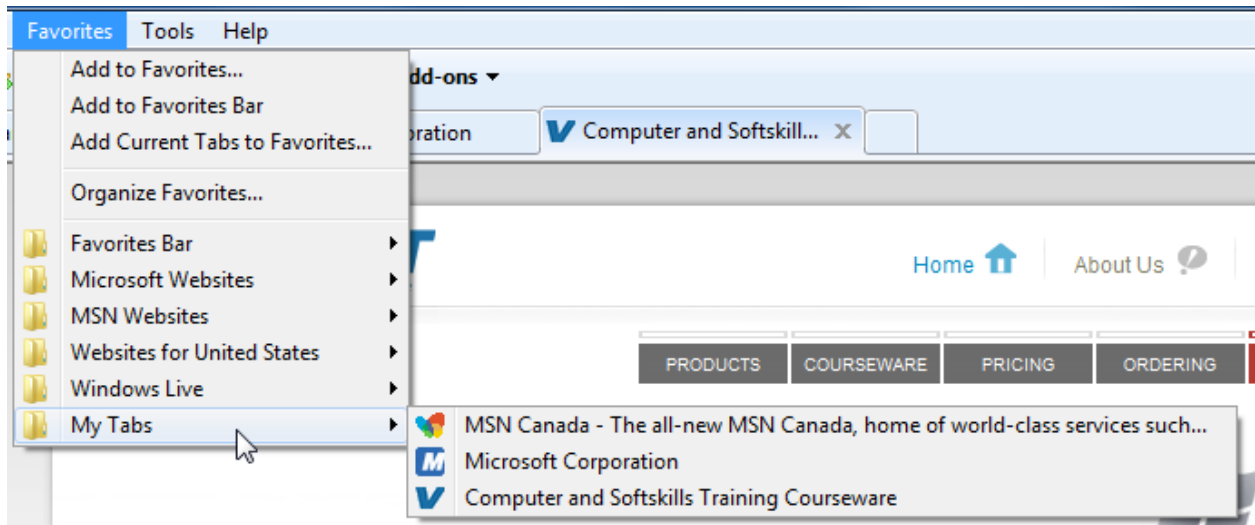 Favorites Tools Help
Add to Favorites...
Add to Favorites Bar
Add Current Tabs to Favorites...
Organize Favorites...
Favorites Bar
Microsoft Websites
MSN Websites
Websites for United States
Windows Live
My Tabs
dd-ons
oration
Computer and Softskill... X
Home
About Us
PRODUCTS COURSEWARE PRICING ORDERING
MSN Canada - The all-new MSN Canada, home of world-class services such...
Microsoft Corporation
Computer and Softskills Training Courseware